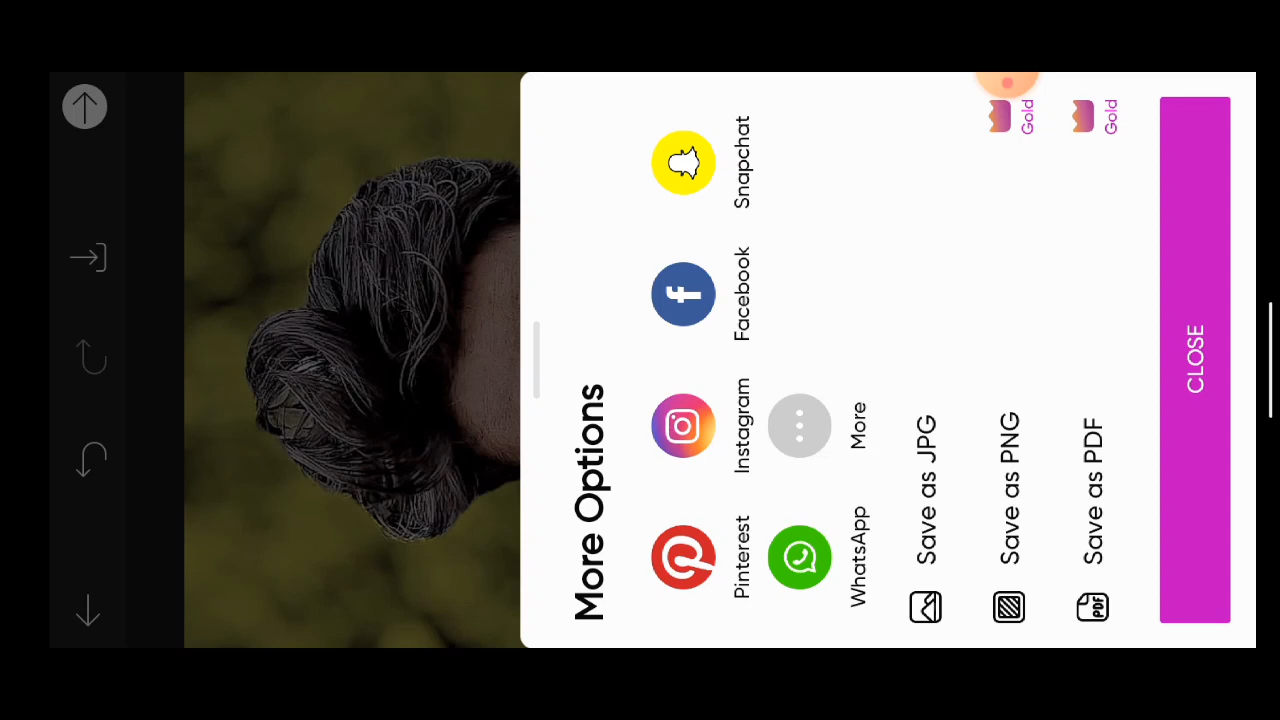 More Options
Pinterest
Instagram
Facebook
Snapchat
WhatsApp
More
Save as JPG
Save as PNG
Gold
PDF
Save as PDF
Gold
CLOSE